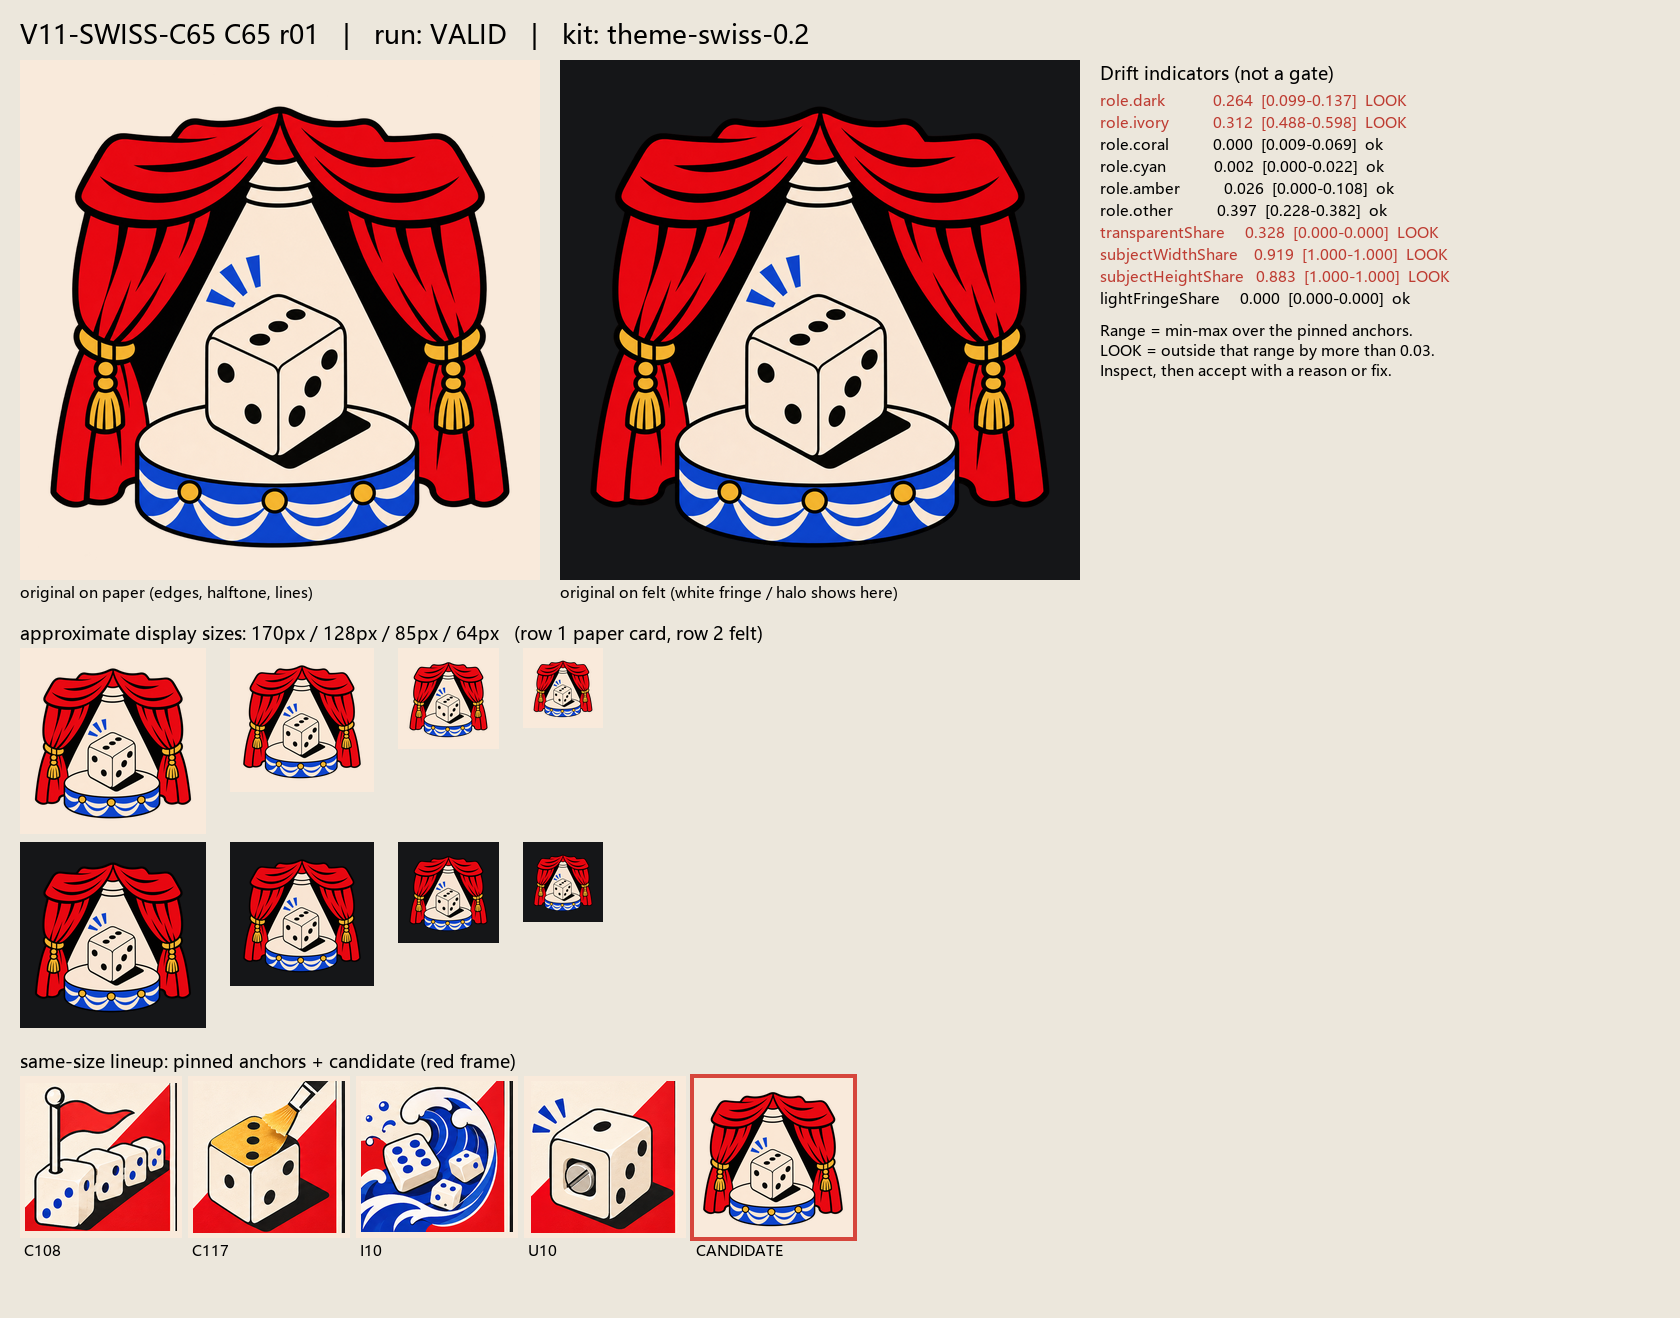 V11-SWISS-C65 C65 r01 | run: VALID | kit: theme-swiss-0.2
Drift indicators (not a gate)
role.dark 0.264 [0.099-0.137] LOOK
role.ivory 0.312 [0.488-0.598] LOOK
role.coral 0.000 [0.009-0.069] ok
role.cyan 0.002 [0.000-0.022] ok
role.amber 0.026 [0.000-0.108] ok
role.other 0.397 [0.228-0.382] ok
transparentShare 0.328 [0.000-0.000] LOOK
subjectWidthShare 0.919 [1.000-1.000] LOOK
subjectHeightShare 0.883 [1.000-1.000] LOOK
lightFringeShare 0.000 [0.000-0.000] ok
Range = min-max over the pinned anchors.
LOOK = outside that range by more than 0.03.
Inspect, then accept with a reason or fix.
original on paper (edges, halftone, lines)
original on felt (white fringe / halo shows here)
approximate display sizes: 170px / 128px / 85px / 64px (row 1 paper card, row 2 felt)
same-size lineup: pinned anchors + candidate (red frame)
C108
C117
I10
U10
CANDIDATE